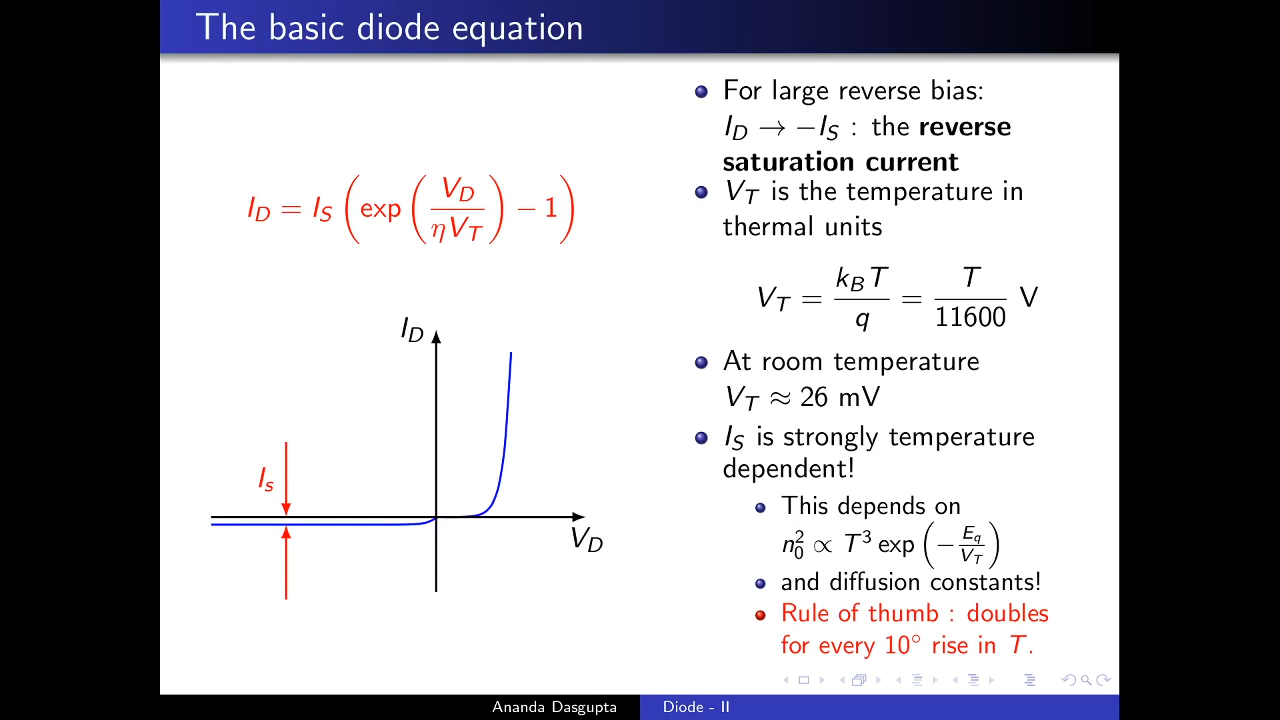 The basic diode equation
I_D = I_S ( exp ( V_D / ηV_T ) − 1 )
I_D
I_s
V_D
For large reverse bias:
I_D → −I_S : the reverse
saturation current
V_T is the temperature in
thermal units
V_T = k_B T / q = T / 11600 V
At room temperature
V_T ≈ 26 mV
I_S is strongly temperature
dependent!
This depends on
n_0^2 ∝ T^3 exp ( − E_q / V_T )
and diffusion constants!
Rule of thumb : doubles
for every 10° rise in T.
Ananda Dasgupta
Diode - II